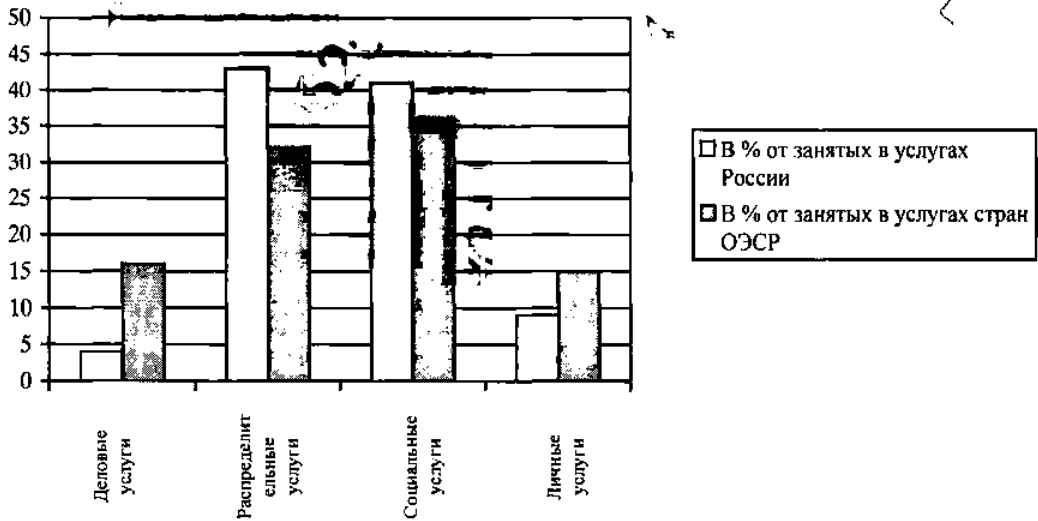 50
45
40
35
30
25
20
15
10
5
0
Деловые
услуги
Распределит
ельные
услуги
Социальные
услуги
Личные
услуги
В % от занятых в услугах
России
В % от занятых в услугах стран
ОЭСР